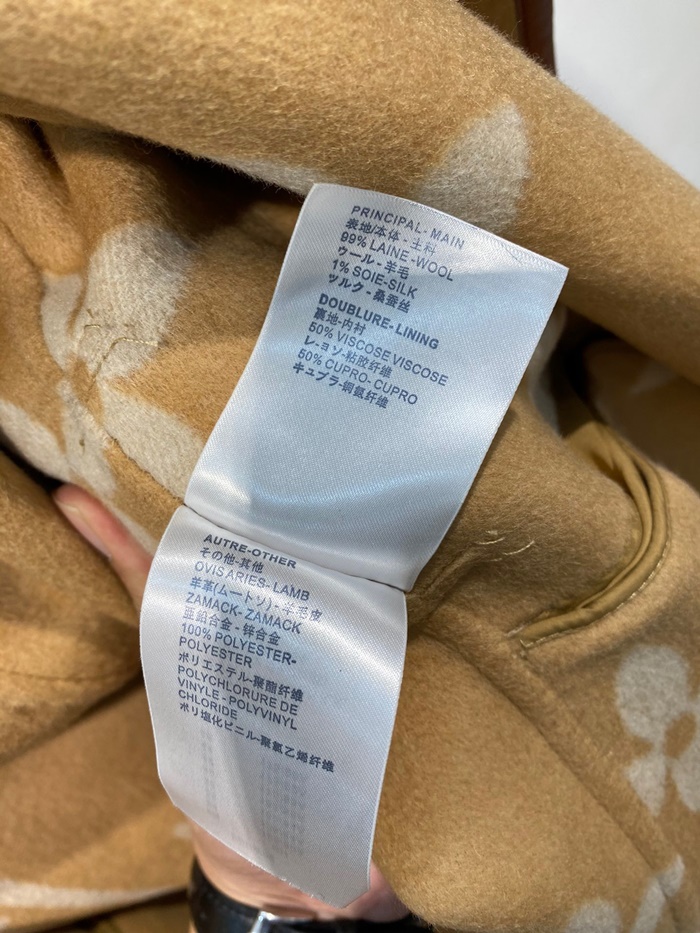 PRINCIPAL-MAIN
表地/本体-主料
99% LAINE-WOOL
ウール-羊毛
1% SOIE-SILK
ツルク-桑蚕丝
DOUBLURE-LINING
裏地-内衬
50% VISCOSE VISCOSE
レ-ヨン-粘胶纤维
50% CUPRO-CUPRO
キュプラ-铜氨纤维
AUTRE-OTHER
その他-其他
OVIS ARIES-LAMB
羊革(ムートン)-羊毛皮
ZAMACK-ZAMACK
亜鉛合金-锌合金
100% POLYESTER-
POLYESTER
ポリエステル-聚酯纤维
POLYCHLORURE DE
VINYLE-POLYVINYL
CHLORIDE
ポリ塩化ビニル-聚氯乙烯纤维